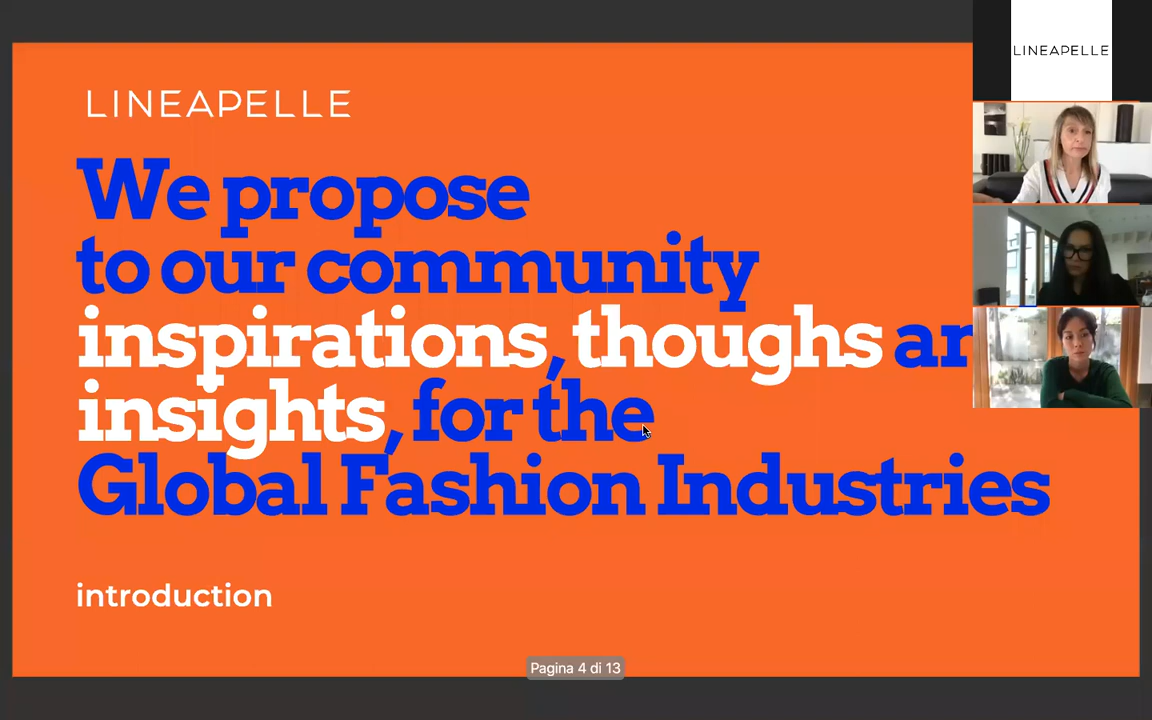 LINEAPELLE
We propose
to our community
inspirations, thoughs
insights, for the
Global Fashion Industries
introduction
Pagina 4 di 13
LINEAPELLE